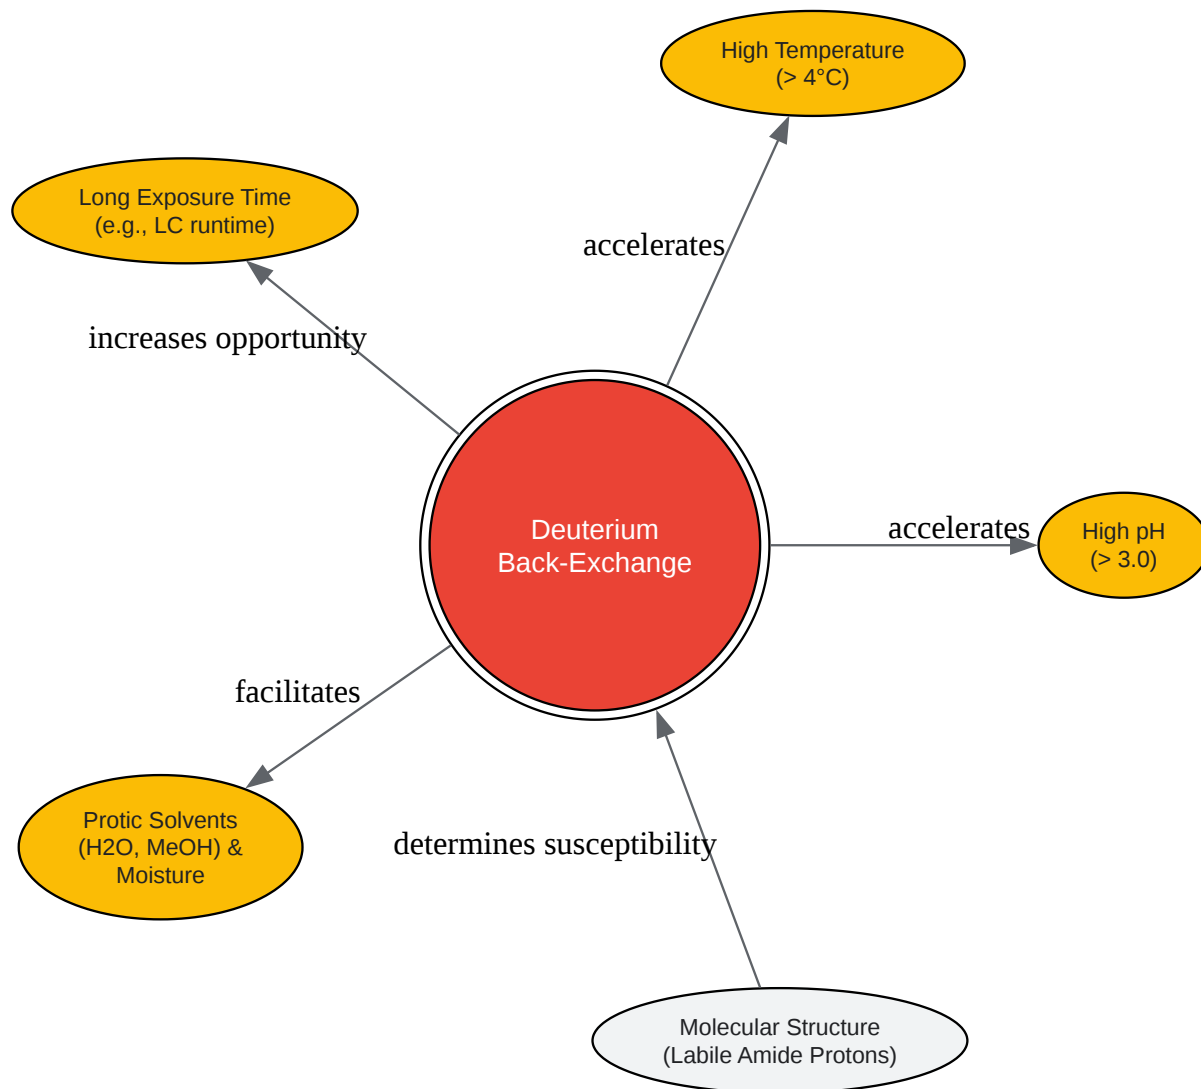 High Temperature
(> 4°C)
Long Exposure Time
(e.g., LC runtime)
accelerates
increases opportunity
Deuterium
Back-Exchange
accelerates
High pH
(> 3.0)
facilitates
Protic Solvents
(H2O, MeOH) &
Moisture
determines susceptibility
Molecular Structure
(Labile Amide Protons)